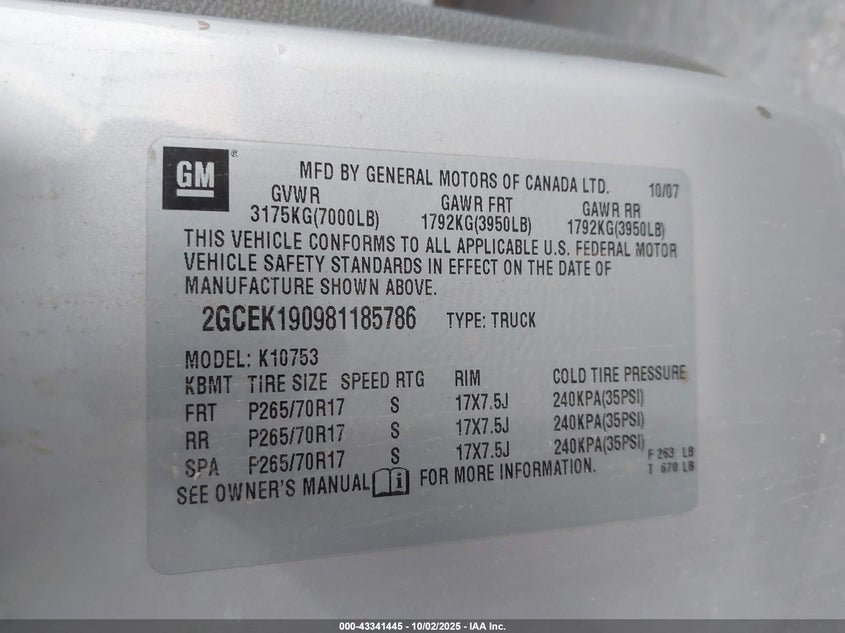 GM ®
MFD BY GENERAL MOTORS OF CANADA LTD. 10/07
GVWR GAWR FRT GAWR RR
3175KG(7000LB) 1792KG(3950LB) 1792KG(3950LB)
THIS VEHICLE CONFORMS TO ALL APPLICABLE U.S. FEDERAL MOTOR
VEHICLE SAFETY STANDARDS IN EFFECT ON THE DATE OF
MANUFACTURE SHOWN ABOVE.
2GCEK190981185786 TYPE: TRUCK
MODEL: K10753
KBMT TIRE SIZE SPEED RTG RIM COLD TIRE PRESSURE
FRT P265/70R17 S 17X7.5J 240KPA(35PSI)
RR P265/70R17 S 17X7.5J 240KPA(35PSI)
SPA P265/70R17 S 17X7.5J 240KPA(35PSI)
F 263 LB
T 670 LB
SEE OWNER'S MANUAL i FOR MORE INFORMATION.
000-43341445 - 10/02/2025 - IAA Inc.